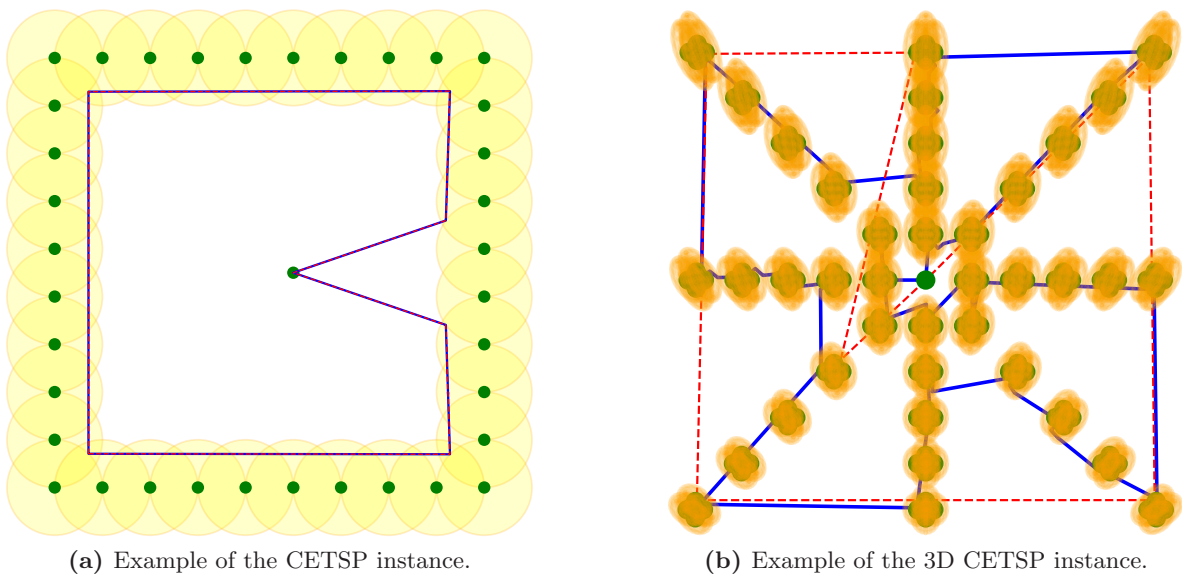 (a) Example of the CETSP instance.
(b) Example of the 3D CETSP instance.